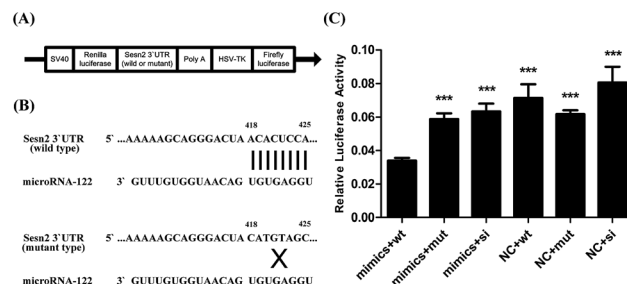 (A)
SV40
Renilla
luciferase
Sesn2 3`UTR
(wild or mutant)
Poly A
HSV-TK
Firefly
luciferase
(B)
418 425
Sesn2 3`UTR 5` ...AAAAAGCAGGGACUA ACACUCCA...
(wild type)
microRNA-122 3` GUUUGUGGUAACAG UGUGAGGU
418 425
Sesn2 3`UTR 5` ...AAAAAGCAGGGACUA CATGTAGC...
(mutant type)
X
microRNA-122 3` GUUUGUGGUAACAG UGUGAGGU
(C)
Relative Luciferase Activity
0.10
0.08
0.06
0.04
0.02
0.00
***
***
***
***
***
mimics+wt
mimics+mut
mimics+si
NC+wt
NC+mut
NC+si